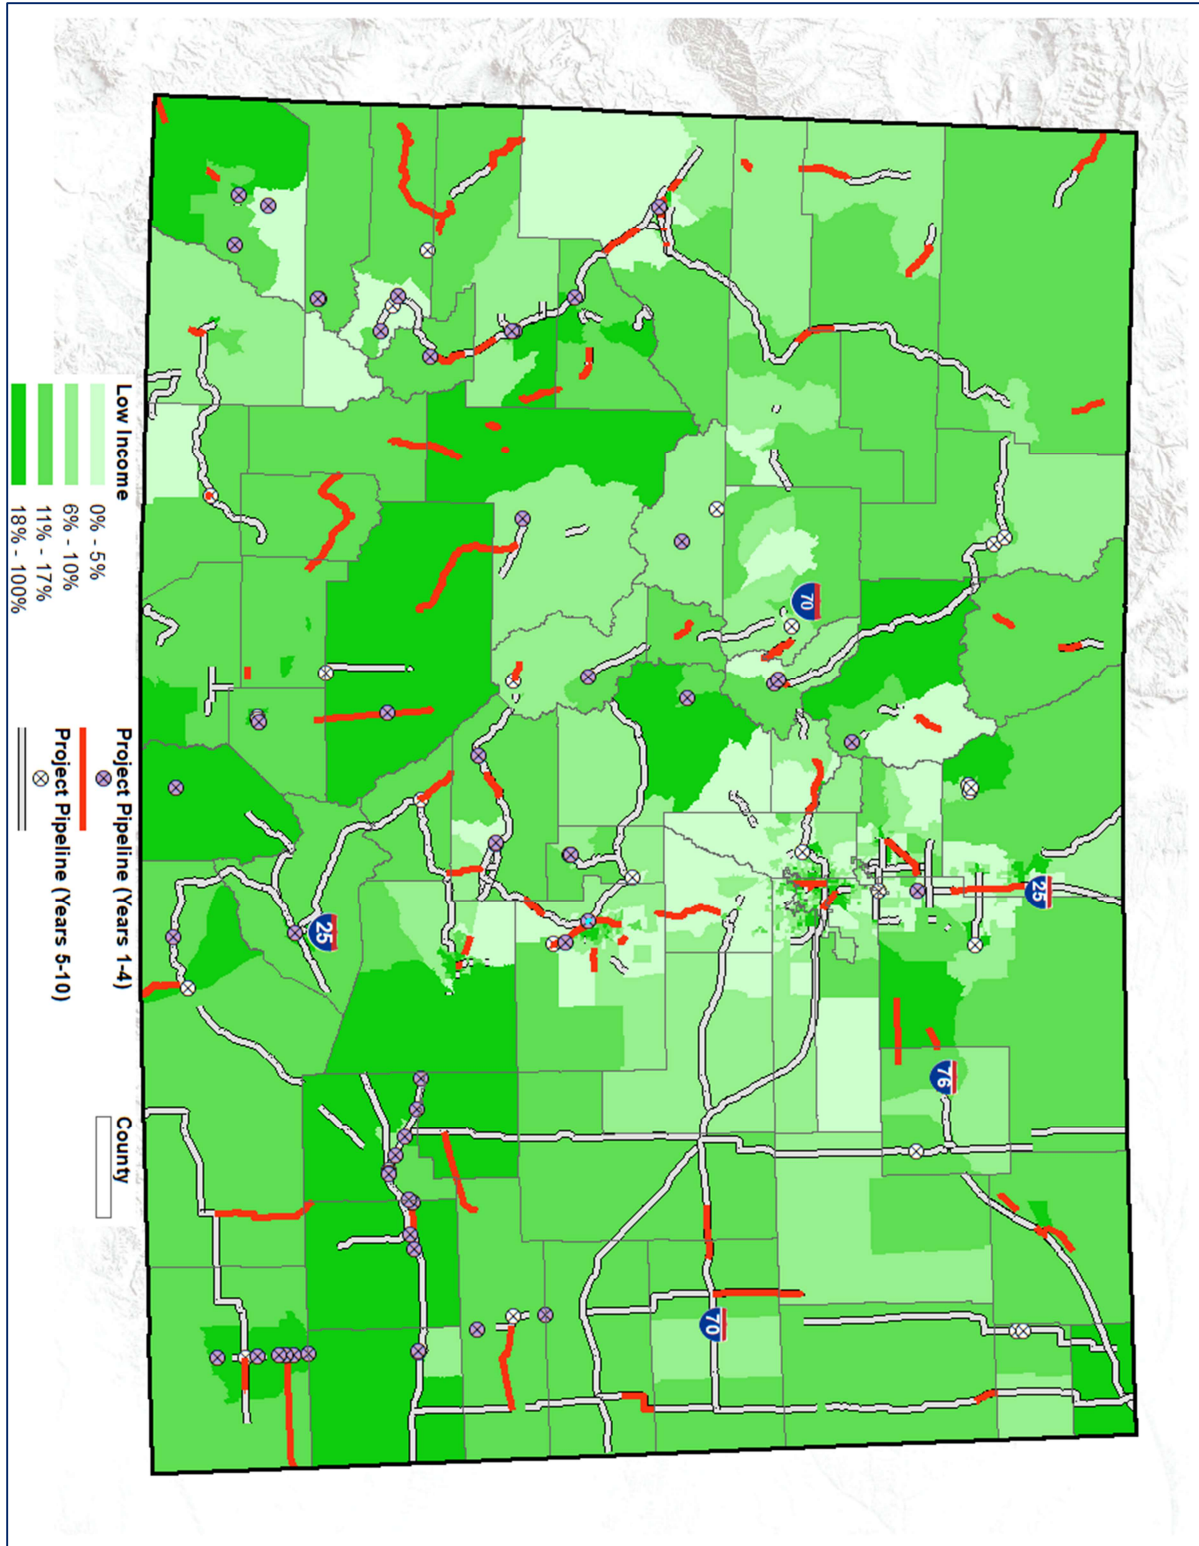 70
25
25
76
70
Low Income
0% - 5%
6% - 10%
11% - 17%
18% - 100%
Project Pipeline (Years 1-4)
Project Pipeline (Years 5-10)
County